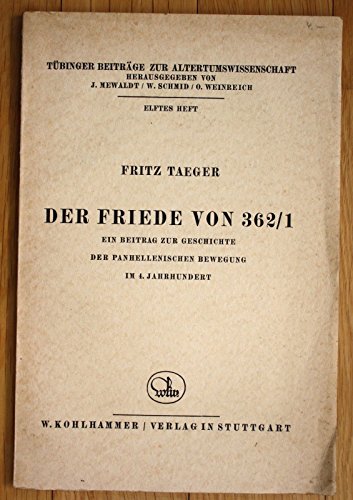 TÜBINGER BEITRÄGE ZUR ALTERTUMSWISSENSCHAFT
HERAUSGEGEBEN VON
J. MEWALDT / W. SCHMID / O. WEINREICH
ELFTES HEFT
FRITZ TAEGER
DER FRIEDE VON 362/1
EIN BEITRAG ZUR GESCHICHTE
DER PANHELLENISCHEN BEWEGUNG
IM 4. JAHRHUNDERT
W. KOHLHAMMER / VERLAG IN STUTTGART